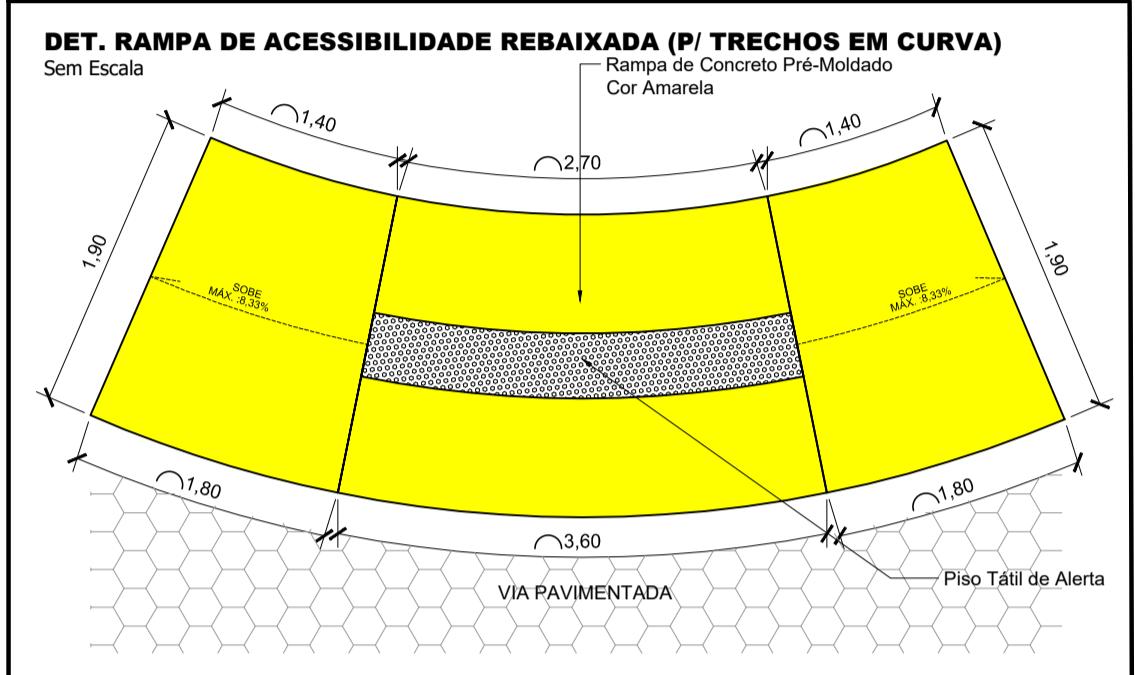 DET. RAMPA DE ACESSIBILIDADE REBAIXADA (P/ TRECHOS EM CURVA)
Sem Escala
Rampa de Concreto Pré-Moldado
Cor Amarela
1,40
2,70
1,40
1,90
1,90
SOBE
MÁX. :8,33%
SOBE
MÁX. :8,33%
1,80
3,60
1,80
Piso Tátil de Alerta
VIA PAVIMENTADA